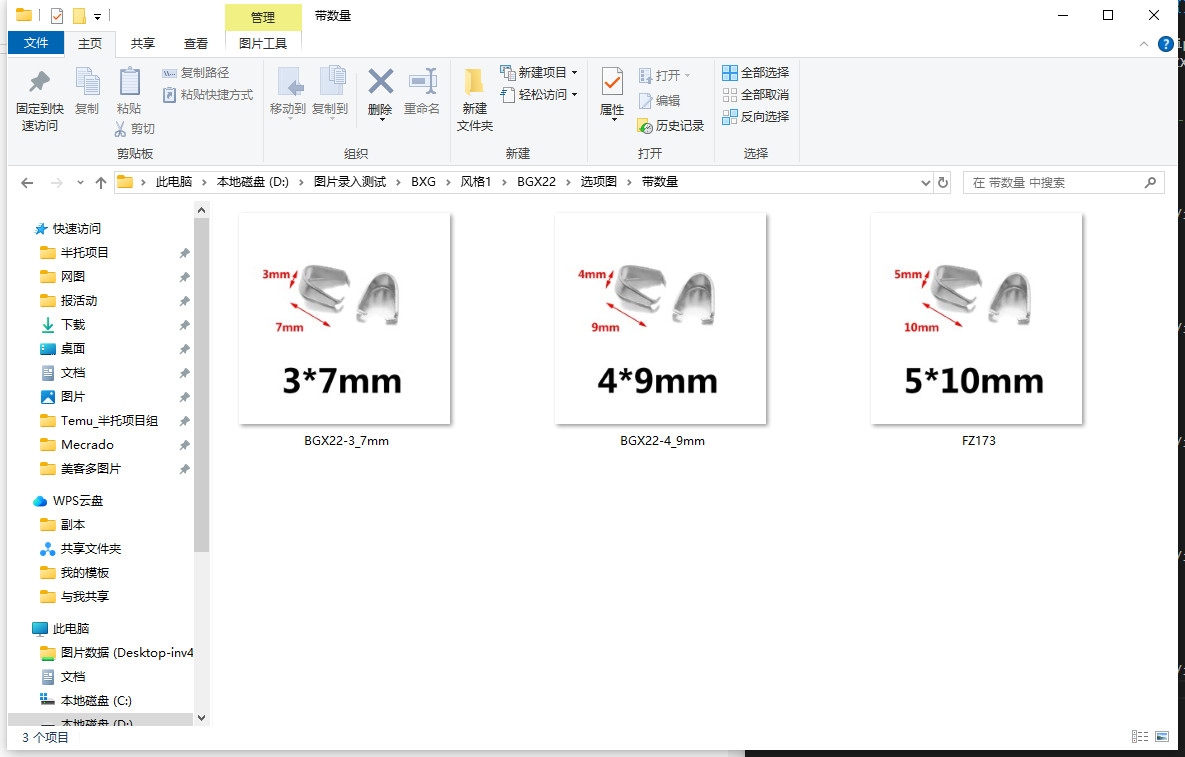 管理
带数量
文件
主页
共享
查看
图片工具
固定到快
速访问
复制
粘贴
复制路径
粘贴快捷方式
剪切
剪贴板
移动到
复制到
删除
重命名
组织
新建
文件夹
新建项目
轻松访问
新建
属性
打开
编辑
历史记录
打开
全部选择
全部取消
反向选择
选择
此电脑 › 本地磁盘 (D:) › 图片录入测试 › BXG › 风格1 › BGX22 › 选项图 › 带数量
在 带数量 中搜索
快速访问
半托项目
网图
报活动
下载
桌面
文档
图片
Temu_半托项目组
Mecrado
美客多图片
WPS云盘
副本
共享文件夹
我的模板
与我共享
此电脑
图片数据 (Desktop-inv4
文档
本地磁盘 (C:)
本地磁盘 (D:)
3mm
7mm
3*7mm
BGX22-3_7mm
4mm
9mm
4*9mm
BGX22-4_9mm
5mm
10mm
5*10mm
FZ173
3 个项目